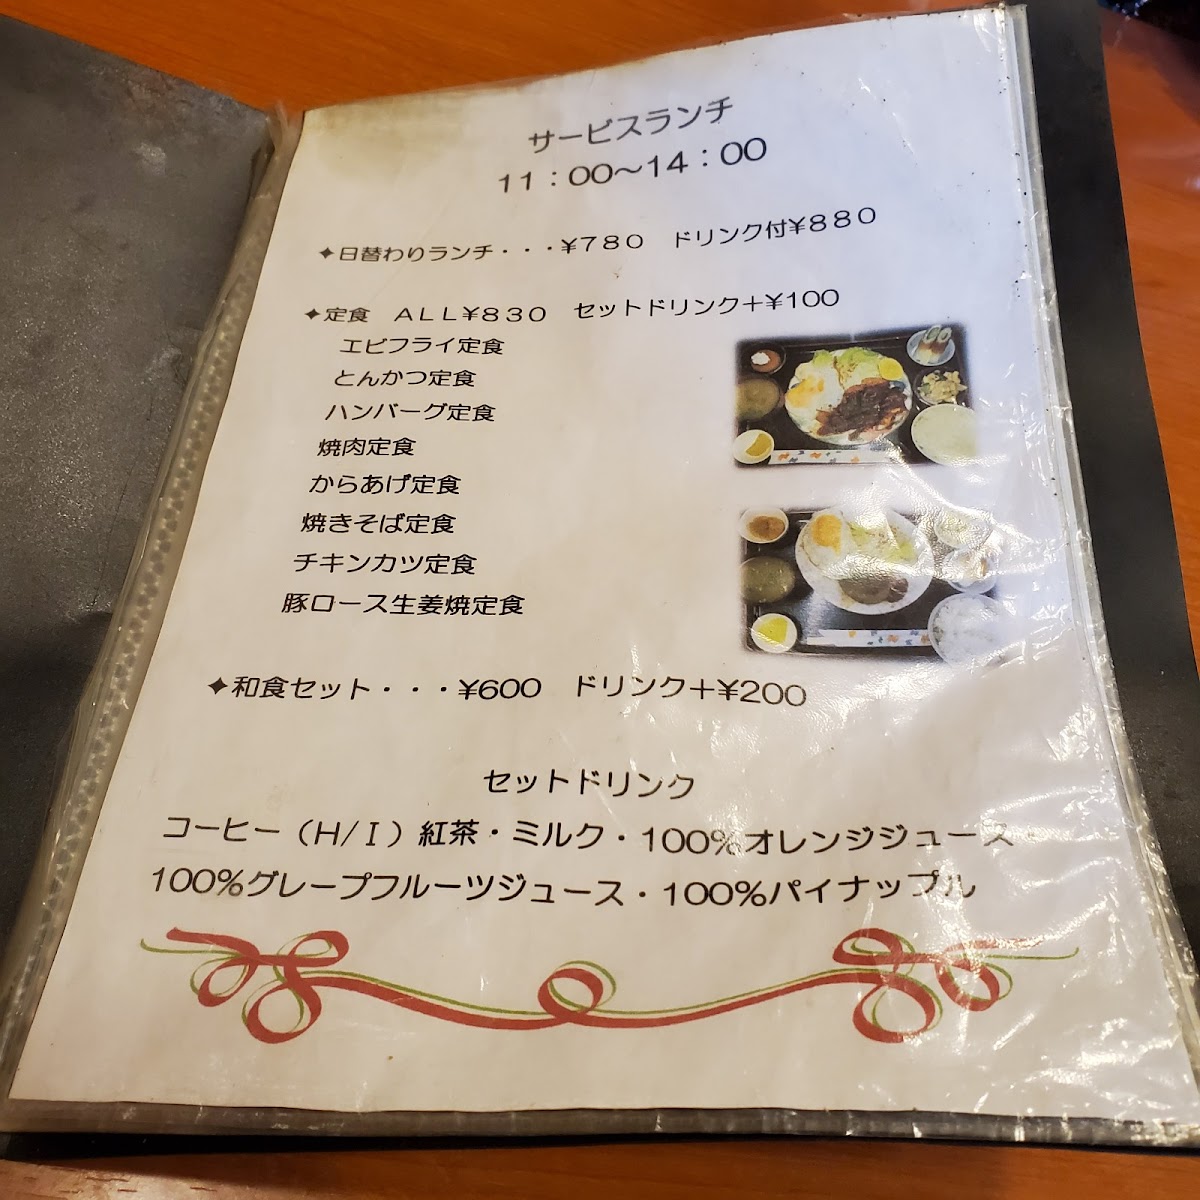 サービスランチ
11：00～14：00
✦日替わりランチ・・・¥780　ドリンク付¥880
✦定食　ALL¥830　セットドリンク＋¥100
エビフライ定食
とんかつ定食
ハンバーグ定食
焼肉定食
からあげ定食
焼きそば定食
チキンカツ定食
豚ロース生姜焼定食
✦和食セット・・・¥600　ドリンク＋¥200
セットドリンク
コーヒー（H/I）紅茶・ミルク・100％オレンジジュース・
100％グレープフルーツジュース・100％パイナップル